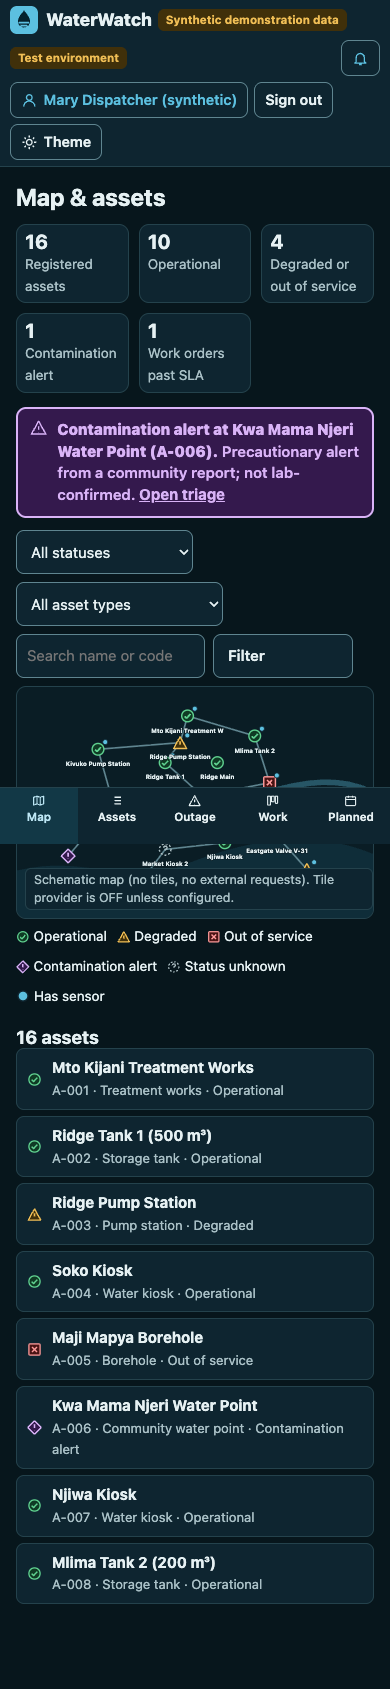 WaterWatch Synthetic demonstration data
Test environment
Mary Dispatcher (synthetic) Sign out
Theme
Map & assets
16
Registered
assets
10
Operational
4
Degraded or
out of service
1
Contamination
alert
1
Work orders
past SLA
Contamination alert at Kwa Mama Njeri
Water Point (A-006). Precautionary alert
from a community report; not lab-
confirmed. Open triage
All statuses
All asset types
Search name or code Filter
Mto Kijani Treatment W
Mlima Tank 2
Ridge Pump Station
Kivuko Pump Station
Ridge Tank 1
Ridge Main
Map Assets Outage Work Planned
Eastgate Valve V-31
Njiwa Kiosk
Market Kiosk 2
Schematic map (no tiles, no external requests). Tile
provider is OFF unless configured.
Operational Degraded Out of service
Contamination alert Status unknown
Has sensor
16 assets
Mto Kijani Treatment Works
A-001 · Treatment works · Operational
Ridge Tank 1 (500 m³)
A-002 · Storage tank · Operational
Ridge Pump Station
A-003 · Pump station · Degraded
Soko Kiosk
A-004 · Water kiosk · Operational
Maji Mapya Borehole
A-005 · Borehole · Out of service
Kwa Mama Njeri Water Point
A-006 · Community water point · Contamination
alert
Njiwa Kiosk
A-007 · Water kiosk · Operational
Mlima Tank 2 (200 m³)
A-008 · Storage tank · Operational